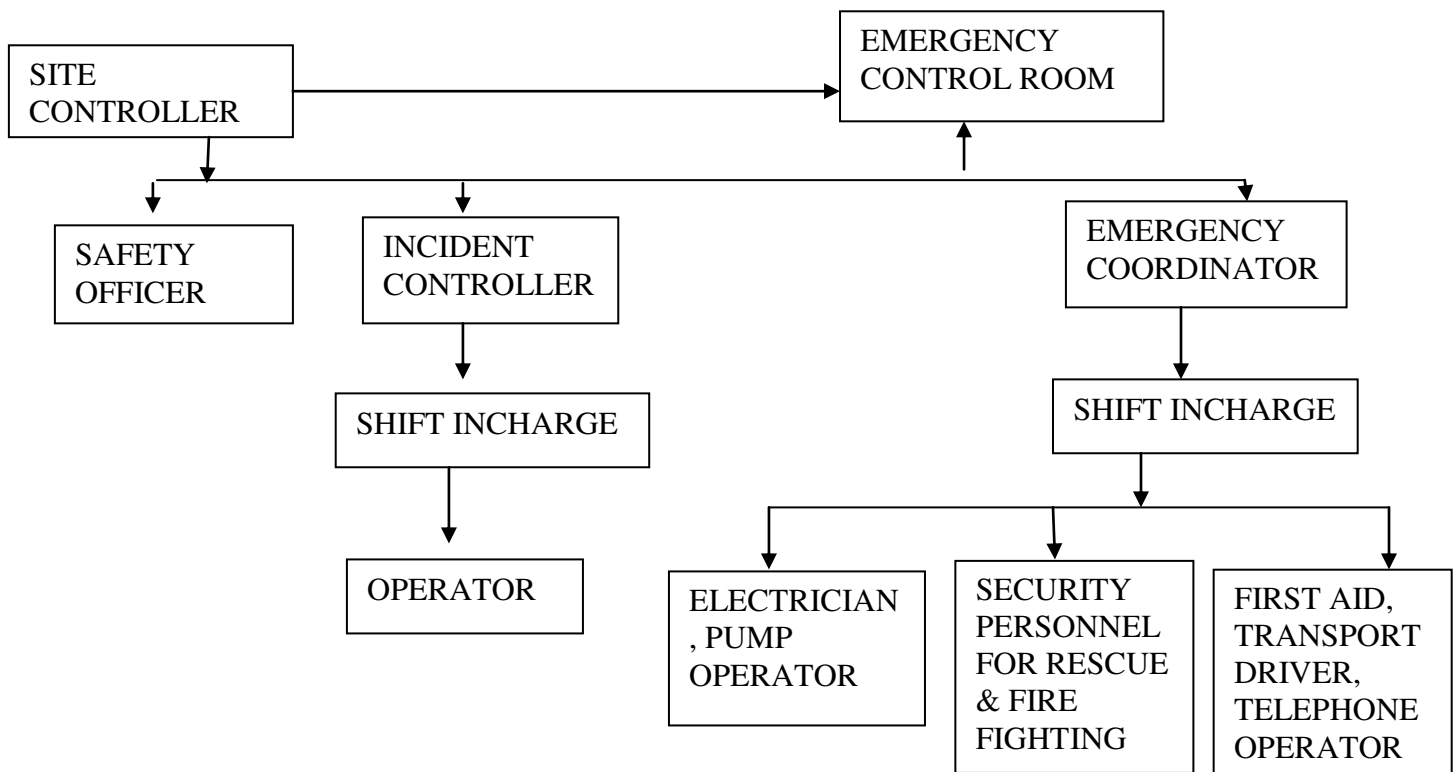 SITE
CONTROLLER
EMERGENCY
CONTROL ROOM
SAFETY
OFFICER
INCIDENT
CONTROLLER
EMERGENCY
COORDINATOR
SHIFT INCHARGE
SHIFT INCHARGE
OPERATOR
ELECTRICIAN
, PUMP
OPERATOR
SECURITY
PERSONNEL
FOR RESCUE
& FIRE
FIGHTING
FIRST AID,
TRANSPORT
DRIVER,
TELEPHONE
OPERATOR